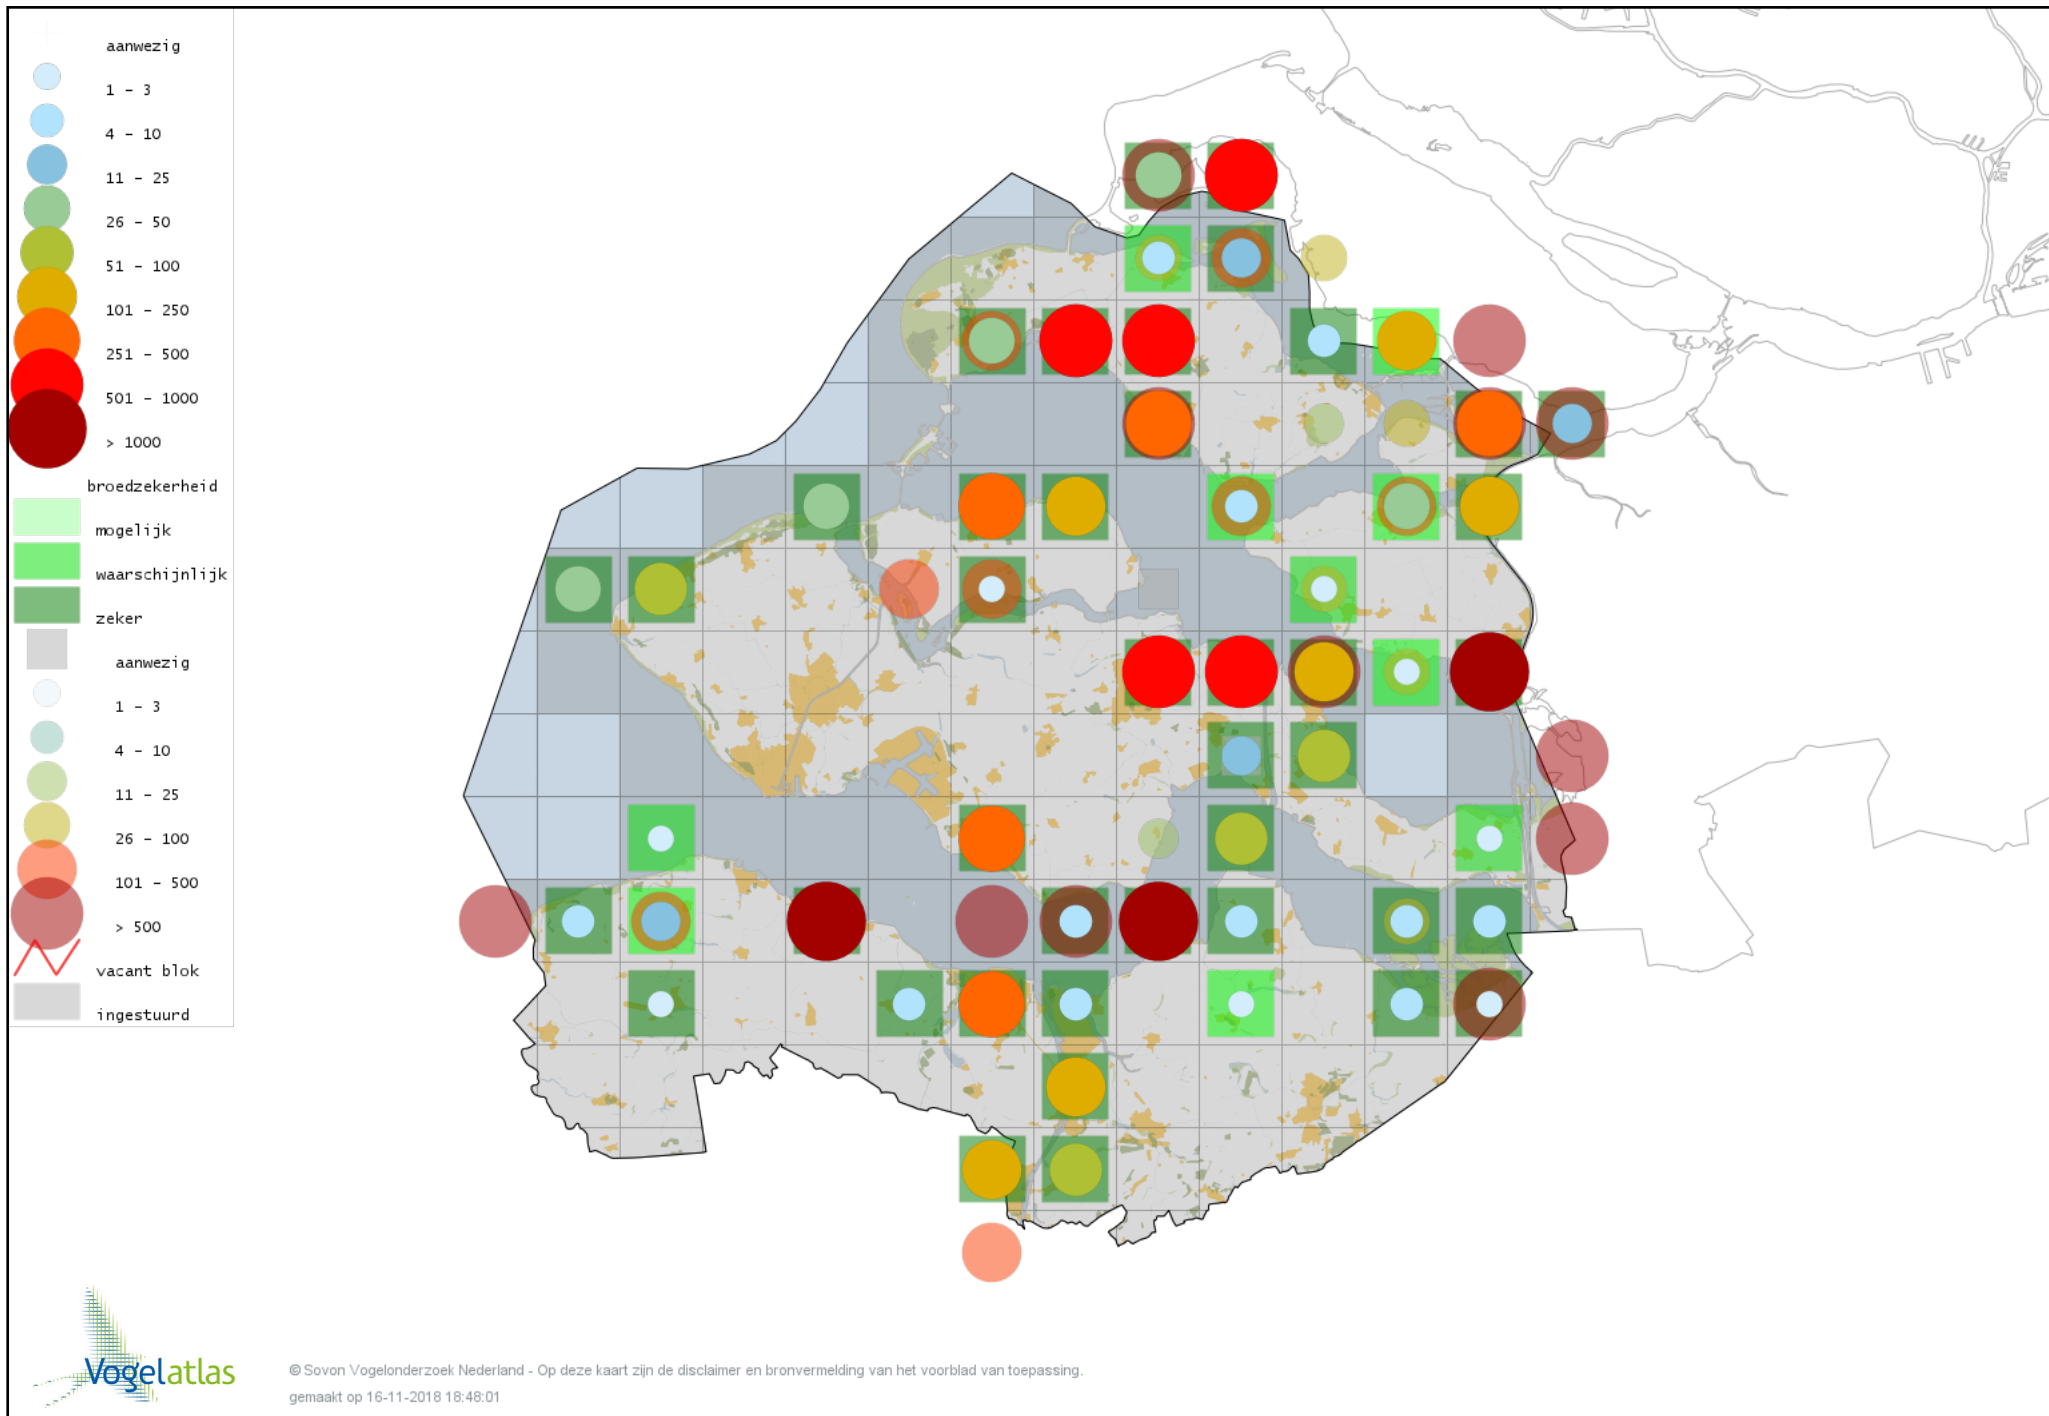 aanwezig
1 - 3
4 - 10
11 - 25
26 - 50
51 - 100
101 - 250
251 - 500
501 - 1000
> 1000
broedzekerheid
mogelijk
waarschijnlijk
zeker
aanwezig
1 - 3
4 - 10
11 - 25
26 - 100
101 - 500
> 500
vacant blok
ingestuurd
Vogelatlas
© Sovon Vogelonderzoek Nederland - Op deze kaart zijn de disclaimer en bronvermelding van het voorblad van toepassing.
gemaakt op 16-11-2018 18:48:01